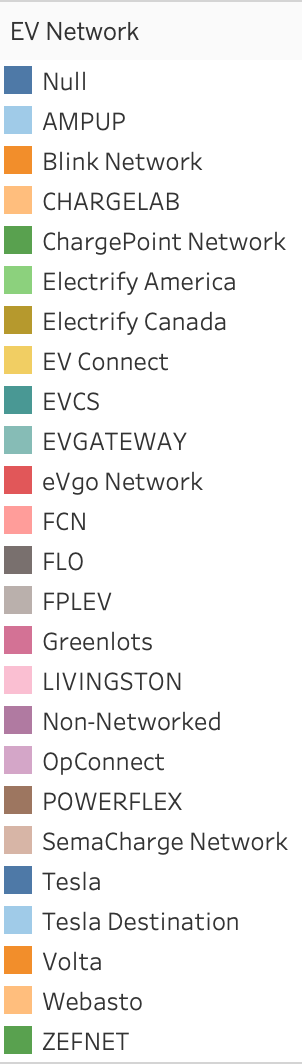 EV Network
Null
AMPUP
Blink Network
CHARGELAB
ChargePoint Network
Electrify America
Electrify Canada
EV Connect
EVCS
EVGATEWAY
eVgo Network
FCN
FLO
FPLEV
Greenlots
LIVINGSTON
Non-Networked
OpConnect
POWERFLEX
SemaCharge Network
Tesla
Tesla Destination
Volta
Webasto
ZEFNET